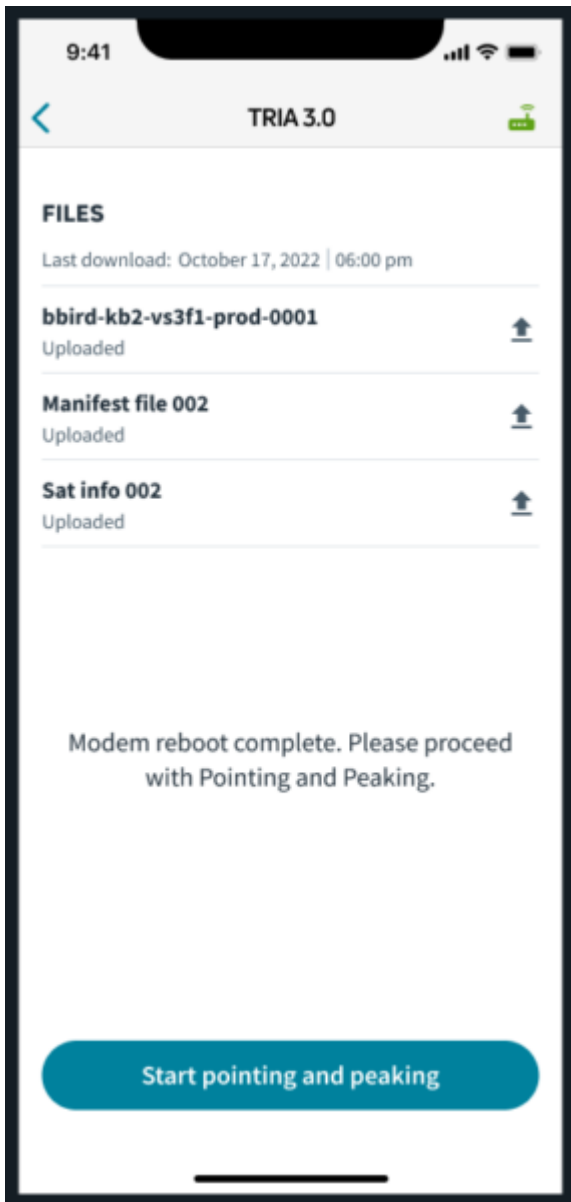 9:41
TRIA 3.0
FILES
Last download: October 17, 2022 | 06:00 pm
bbird-kb2-vs3f1-prod-0001
Uploaded
Manifest file 002
Uploaded
Sat info 002
Uploaded
Modem reboot complete. Please proceed
with Pointing and Peaking.
Start pointing and peaking